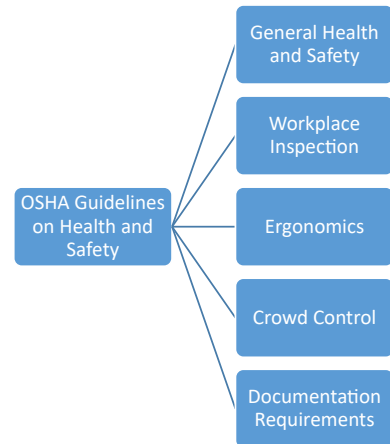 General Health
and Safety
Workplace
Inspection
OSHA Guidelines
on Health and
Safety
Ergonomics
Crowd Control
Documentation
Requirements